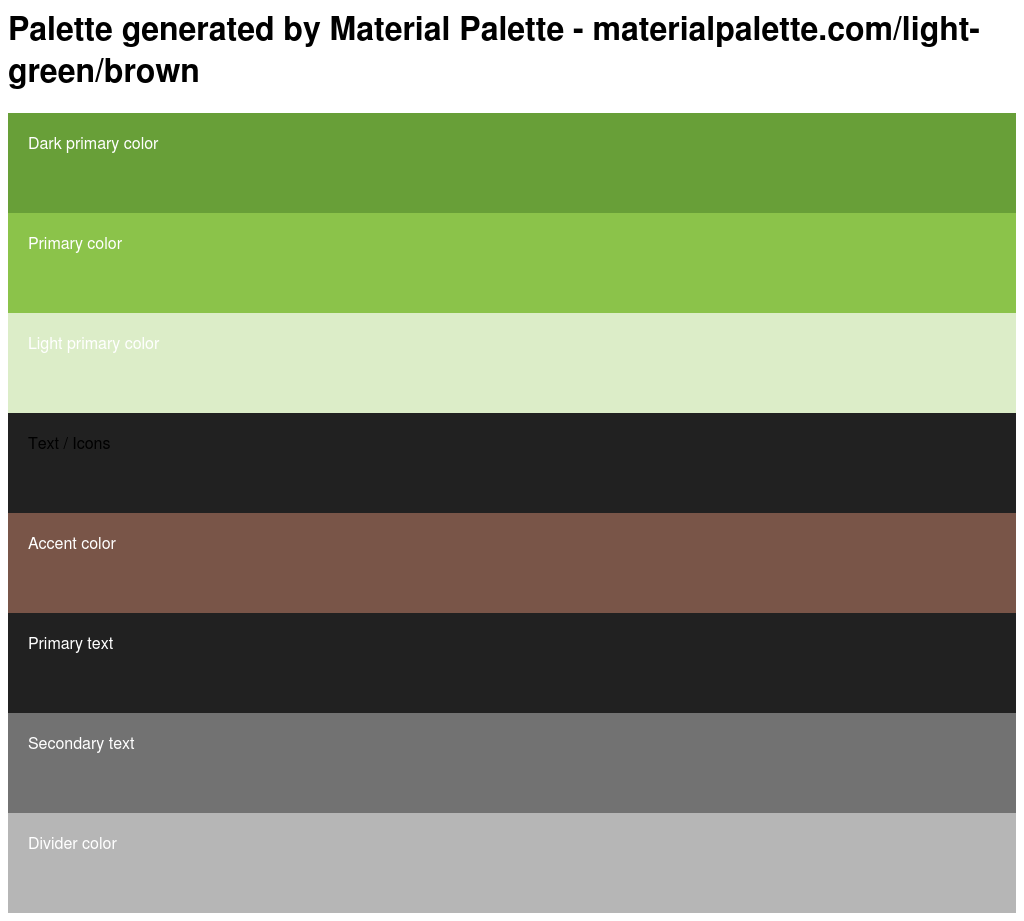 Palette generated by Material Palette - materialpalette.com/light-
green/brown
Dark primary color
Primary color
Light primary color
Text / Icons
Accent color
Primary text
Secondary text
Divider color